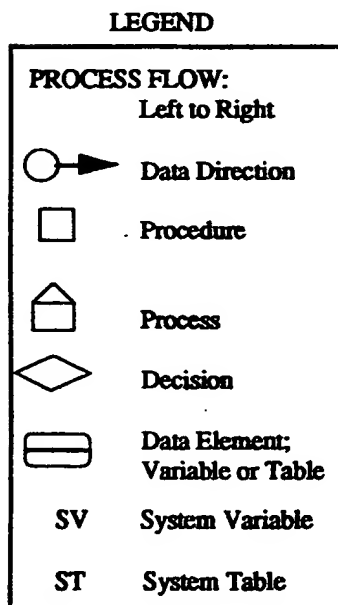 LEGEND
PROCESS FLOW:
Left to Right
Data Direction
Procedure
Process
Decision
Data Element;
Variable or Table
SV System Variable
ST System Table